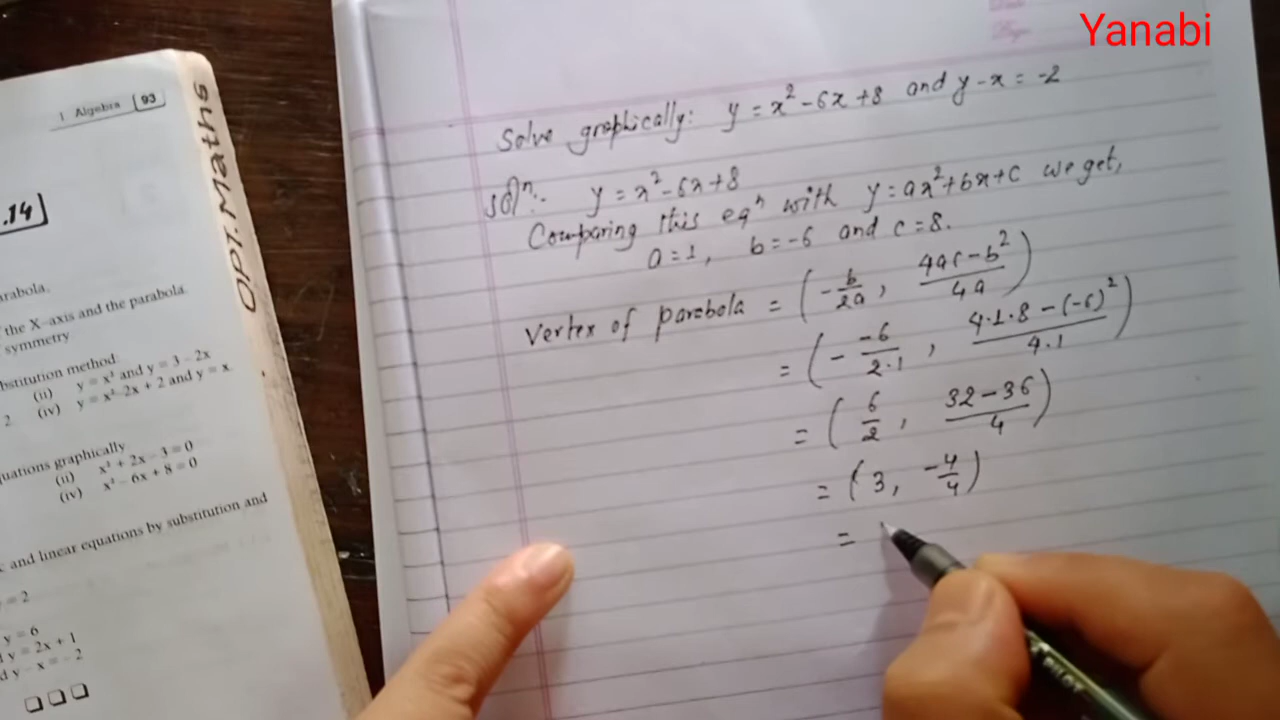 Yanabi
1 Algebra 93
.14
OPT. Maths
parabola.
the X-axis and the parabola.
symmetry
method:
(ii) y = x² and y = 3 - 2x
2 (iv) y = x² - 2x + 2 and y = x.
graphically
(ii) x² + 2x - 3 = 0
(iv) x² - 6x + 8 = 0
and linear equations by substitution and
= 2
y = 6
y = 2x + 1
y - x = -2
Solve graphically: y = x² - 6x + 8 and y - x = -2
Solⁿ:- y = x² - 6x + 8
Comparing this eqⁿ with y = ax² + bx + c we get,
a = 1, b = -6 and c = 8.
Vertex of parabola = (-b/2a, 4ac - b²/4a)
= (- -6/2·1, 4·1·8 - (-6)²/4·1)
= (6/2, 32 - 36/4)
= (3, -4/4)
=